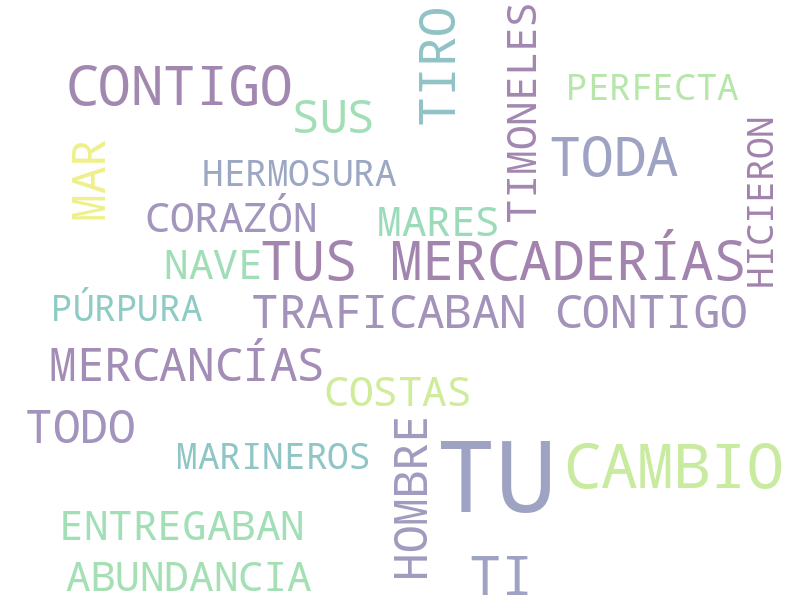 CONTIGO
SUS
TIRO
TIMONELES
PERFECTA
MAR
HERMOSURA
TODA
HICIERON
CORAZÓN
MARES
NAVE
TUS MERCADERÍAS
PÚRPURA
TRAFICABAN CONTIGO
MERCANCÍAS
COSTAS
TODO
MARINEROS
HOMBRE
TU
CAMBIO
ENTREGABAN
ABUNDANCIA
TI